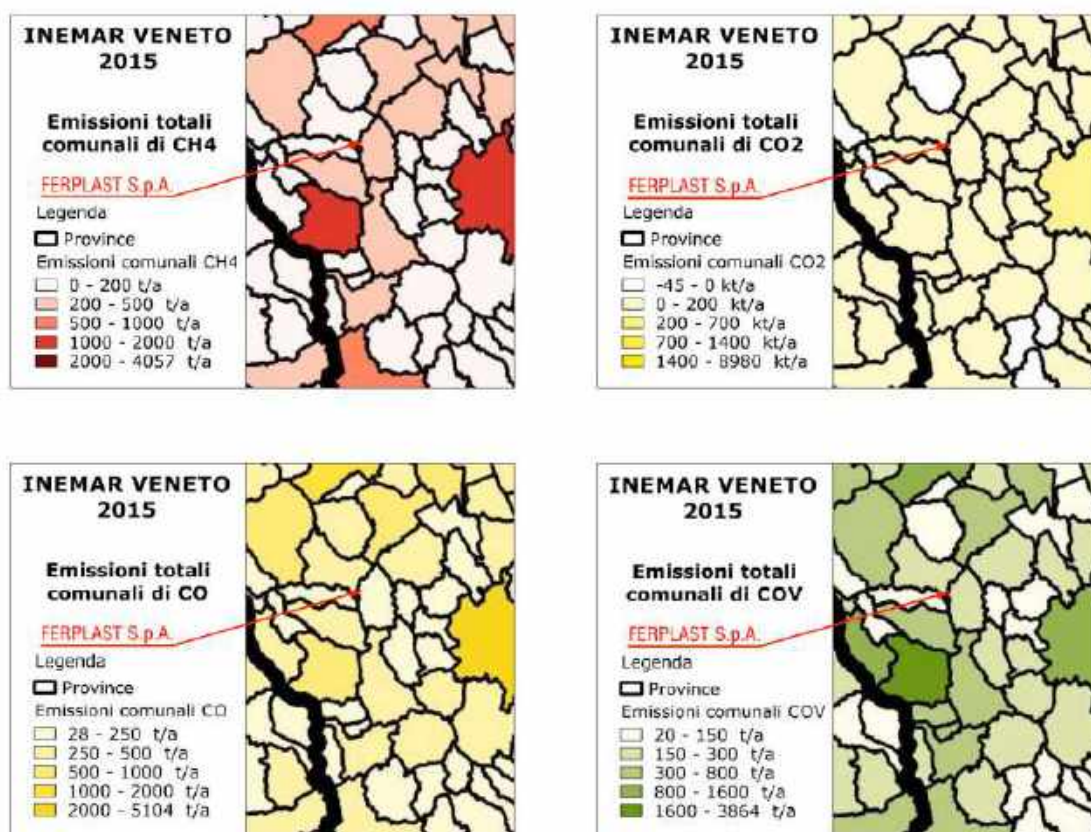 INEMAR VENETO
2015
Emissioni totali
comunali di CH4
FERPLAST S.p.A.
Legenda
Province
Emissioni comunali CH4
0 - 200 t/a
200 - 500 t/a
500 - 1000 t/a
1000 - 2000 t/a
2000 - 4057 t/a
INEMAR VENETO
2015
Emissioni totali
comunali di CO2
FERPLAST S.p.A.
Legenda
Province
Emissioni comunali CO2
-45 - 0 kt/a
0 - 200 kt/a
200 - 700 kt/a
700 - 1400 kt/a
1400 - 8980 kt/a
INEMAR VENETO
2015
Emissioni totali
comunali di CO
FERPLAST S.p.A.
Legenda
Province
Emissioni comunali CO
28 - 250 t/a
250 - 500 t/a
500 - 1000 t/a
1000 - 2000 t/a
2000 - 5104 t/a
INEMAR VENETO
2015
Emissioni totali
comunali di COV
FERPLAST S.p.A.
Legenda
Province
Emissioni comunali COV
20 - 150 t/a
150 - 300 t/a
300 - 800 t/a
800 - 1600 t/a
1600 - 3864 t/a